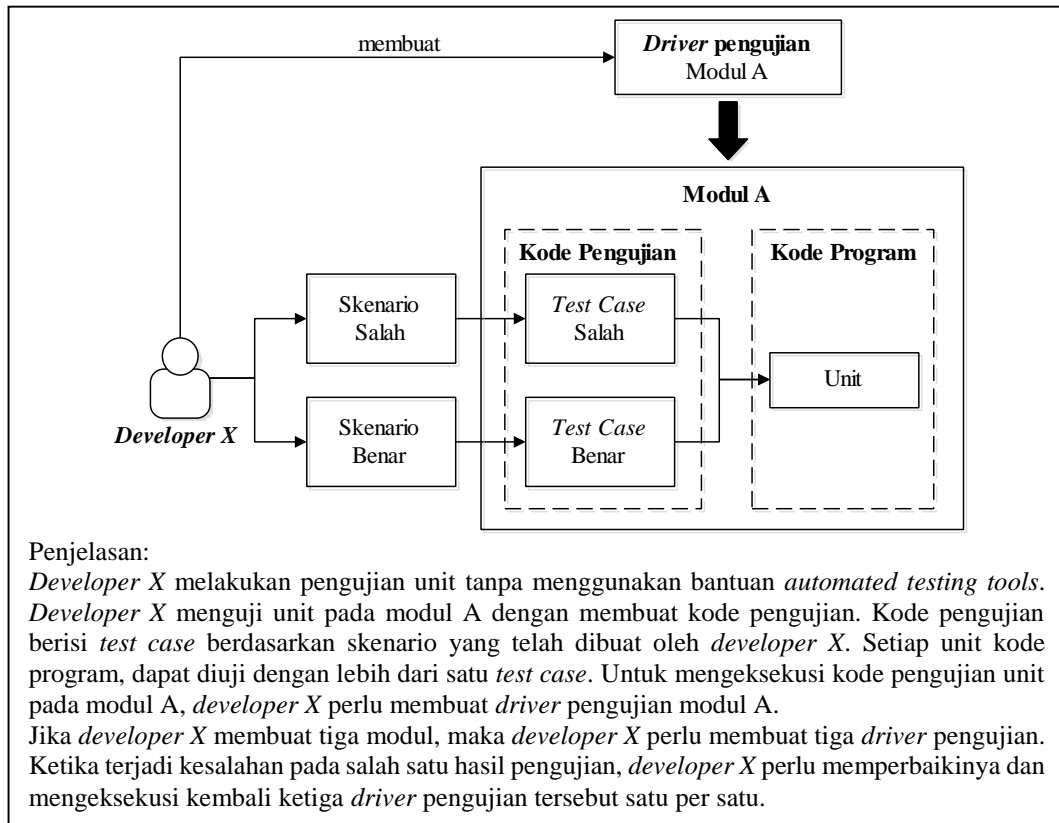 membuat
Driver pengujian
Modul A
Modul A
Kode Pengujian
Kode Program
Skenario
Salah
Test Case
Salah
Unit
Developer X
Skenario
Benar
Test Case
Benar
Penjelasan:
Developer X melakukan pengujian unit tanpa menggunakan bantuan automated testing tools.
Developer X menguji unit pada modul A dengan membuat kode pengujian. Kode pengujian
berisi test case berdasarkan skenario yang telah dibuat oleh developer X. Setiap unit kode
program, dapat diuji dengan lebih dari satu test case. Untuk mengeksekusi kode pengujian unit
pada modul A, developer X perlu membuat driver pengujian modul A.
Jika developer X membuat tiga modul, maka developer X perlu membuat tiga driver pengujian.
Ketika terjadi kesalahan pada salah satu hasil pengujian, developer X perlu memperbaikinya dan
mengeksekusi kembali ketiga driver pengujian tersebut satu per satu.